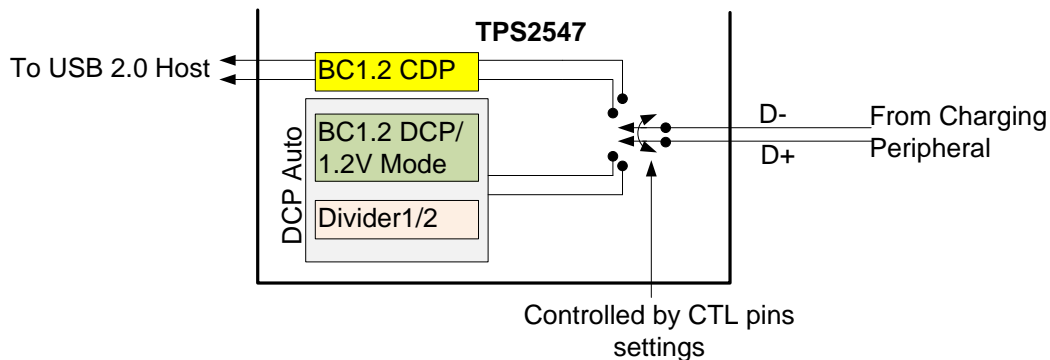 TPS2547
To USB 2.0 Host
BC1.2 CDP
DCP Auto
BC1.2 DCP/
1.2V Mode
Divider1/2
D-
D+
From Charging
Peripheral
Controlled by CTL pins
settings